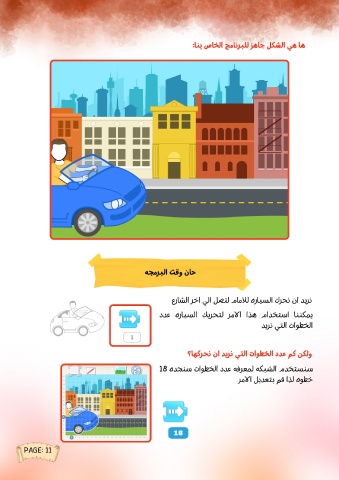 ها هي الشكل جاهز للبرنامج الخاص بنا:
حان وقت البرمجه
نريد ان نحرك السياره للامام لتصل الي اخر الشارع
يمكننا استخدام هذا الامر لتحريك السياره عدد
الخطوات التي نريد
1
ولكن كم عدد الخطوات التي نريد ان نحركها؟
سنستخدم الشبكه لمعرفه عدد الخطوات سنجده 18
خطوه لذا قم بتعديل الامر
18
PAGE: 11